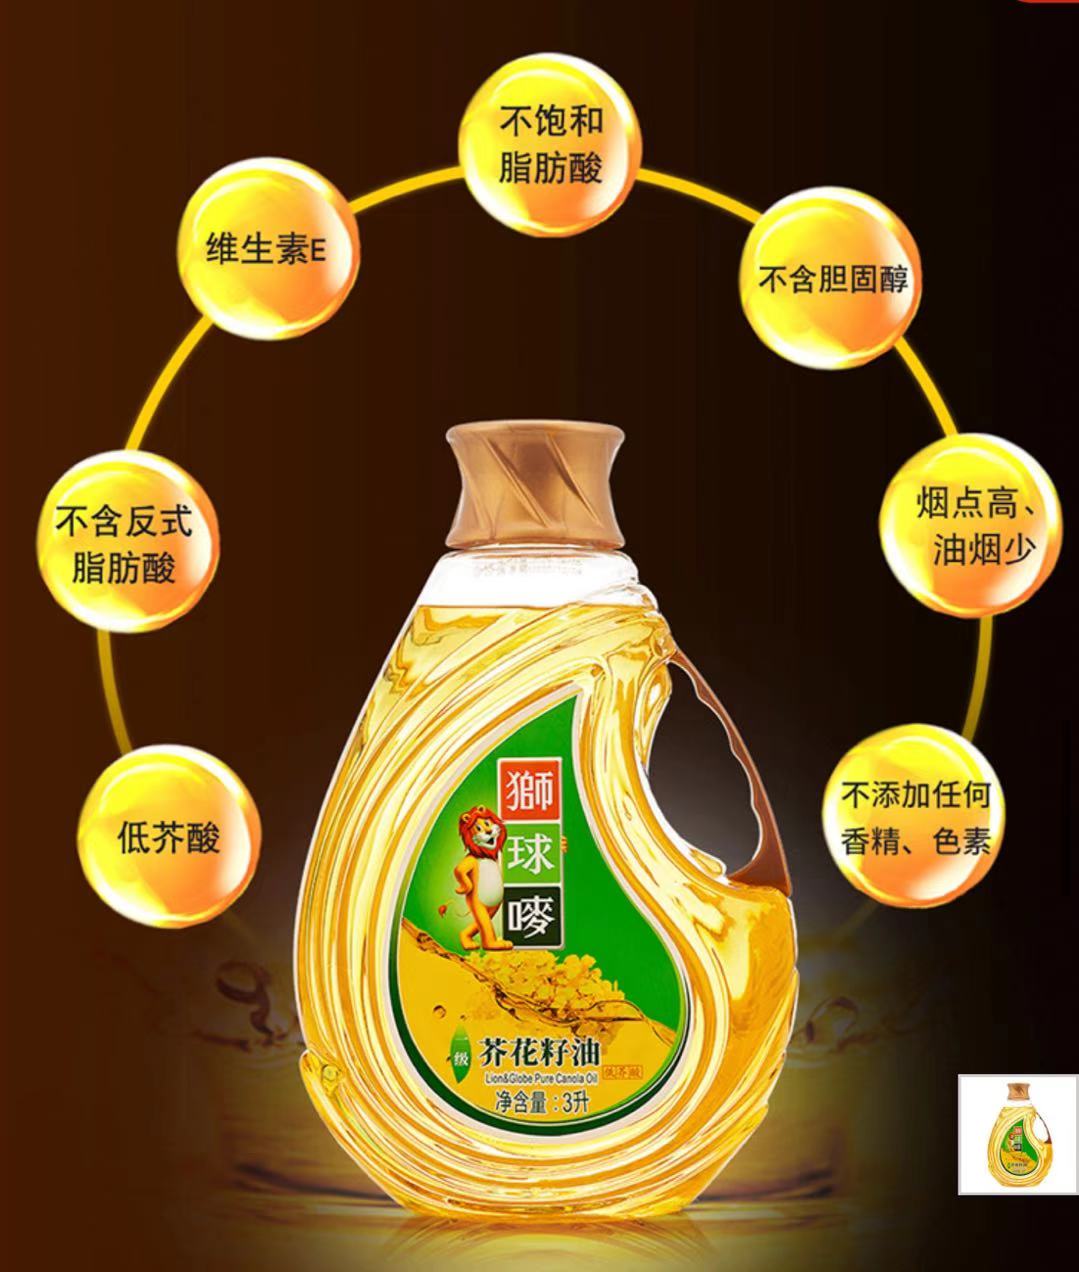 不饱和
脂肪酸
维生素E
不含胆固醇
不含反式
脂肪酸
烟点高、
油烟少
低芥酸
不添加任何
香精、色素
獅
球
嘜
一级
芥花籽油
Lion&Globe Pure Canola Oil
低芥酸
净含量：3升